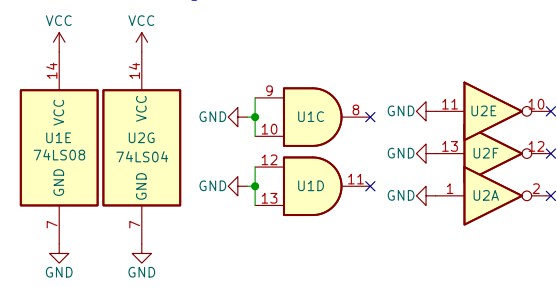 VCC
VCC
14
14
VCC
VCC
U1E
74LS08
U2G
74LS04
GND
GND
7
7
GND
GND
9
GND
8
U1C
10
12
GND
11
U1D
13
GND
11
U2E
10
GND
13
U2F
12
GND
1
U2A
2